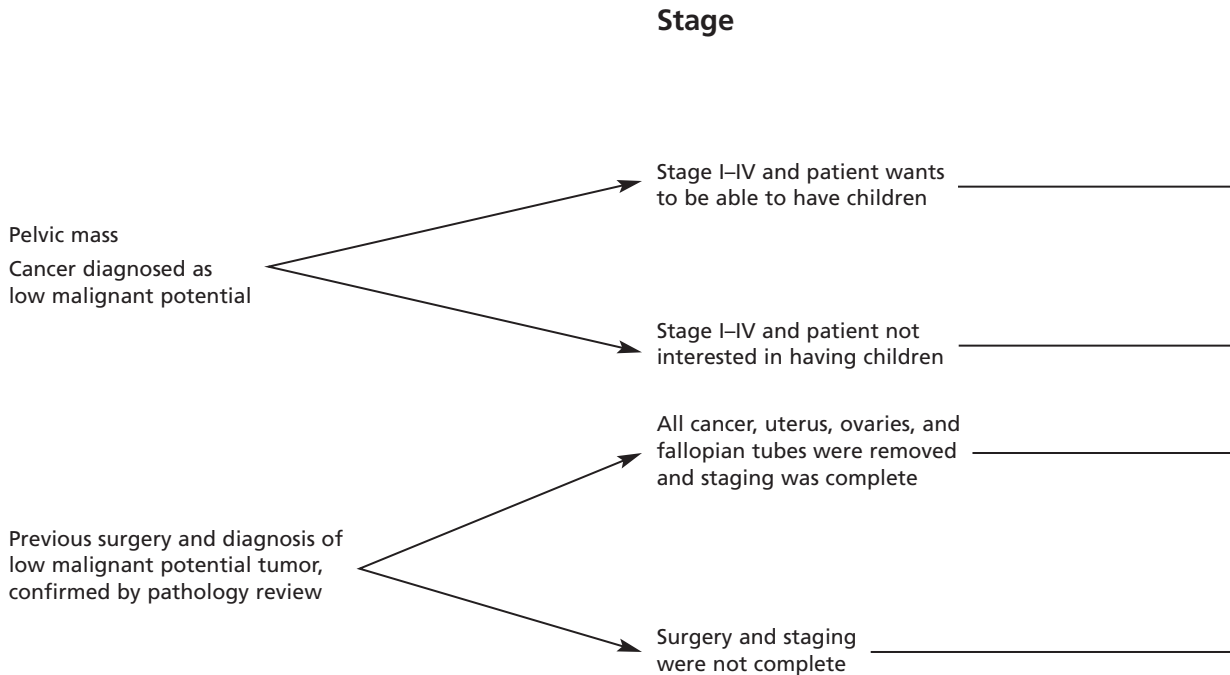 Stage
Stage I–IV and patient wants
to be able to have children
Pelvic mass
Cancer diagnosed as
low malignant potential
Stage I–IV and patient not
interested in having children
All cancer, uterus, ovaries, and
fallopian tubes were removed
and staging was complete
Previous surgery and diagnosis of
low malignant potential tumor,
confirmed by pathology review
Surgery and staging
were not complete